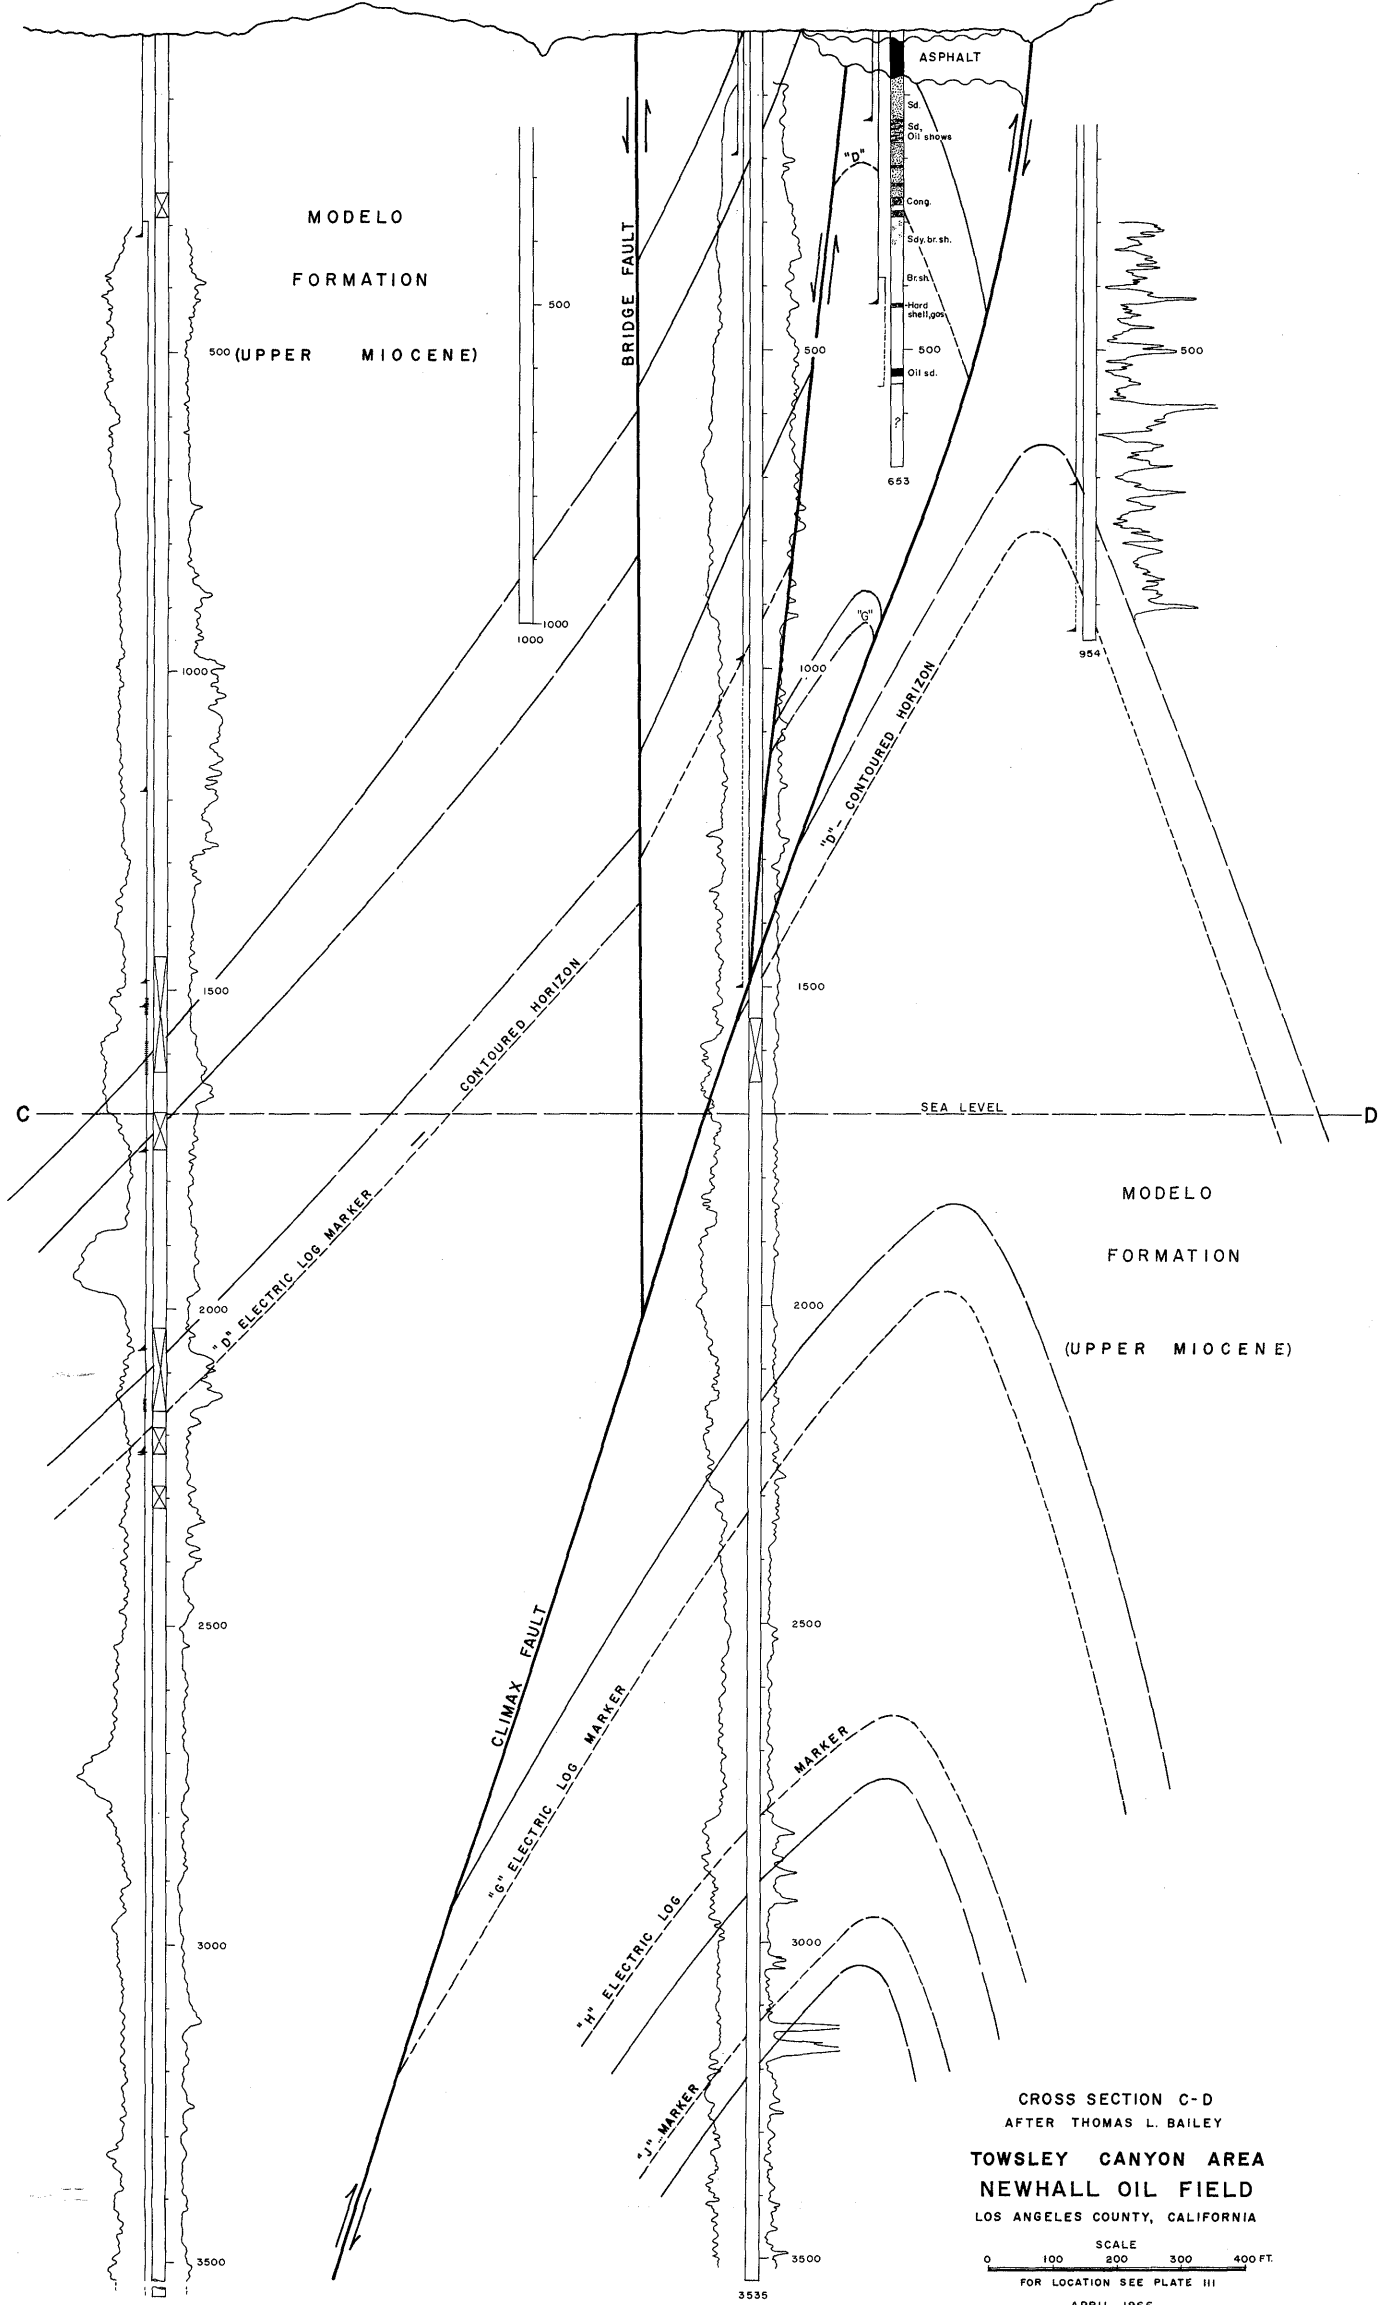 ASPHALT
Sd.
Sd,
Oil shows
"D"
Cong.
Sdy. br. sh.
Br. sh.
Hard
shell, gas
500
Oil sd.
?
653
MODELO
FORMATION
(UPPER MIOCENE)
500
500
1000
1000
BRIDGE FAULT
500
500
954
1000
1000
"G"
"D" - CONTOURED HORIZON
1500
1500
CONTOURED HORIZON
C
SEA LEVEL
D
"D" ELECTRIC LOG MARKER
MODELO
FORMATION
(UPPER MIOCENE)
2000
2000
2500
2500
CLIMAX FAULT
"G" ELECTRIC LOG MARKER
"H" ELECTRIC LOG MARKER
3000
3000
"J" MARKER
3500
3500
3535
CROSS SECTION C-D
AFTER THOMAS L. BAILEY
TOWSLEY CANYON AREA
NEWHALL OIL FIELD
LOS ANGELES COUNTY, CALIFORNIA
SCALE
0 100 200 300 400 FT.
FOR LOCATION SEE PLATE III